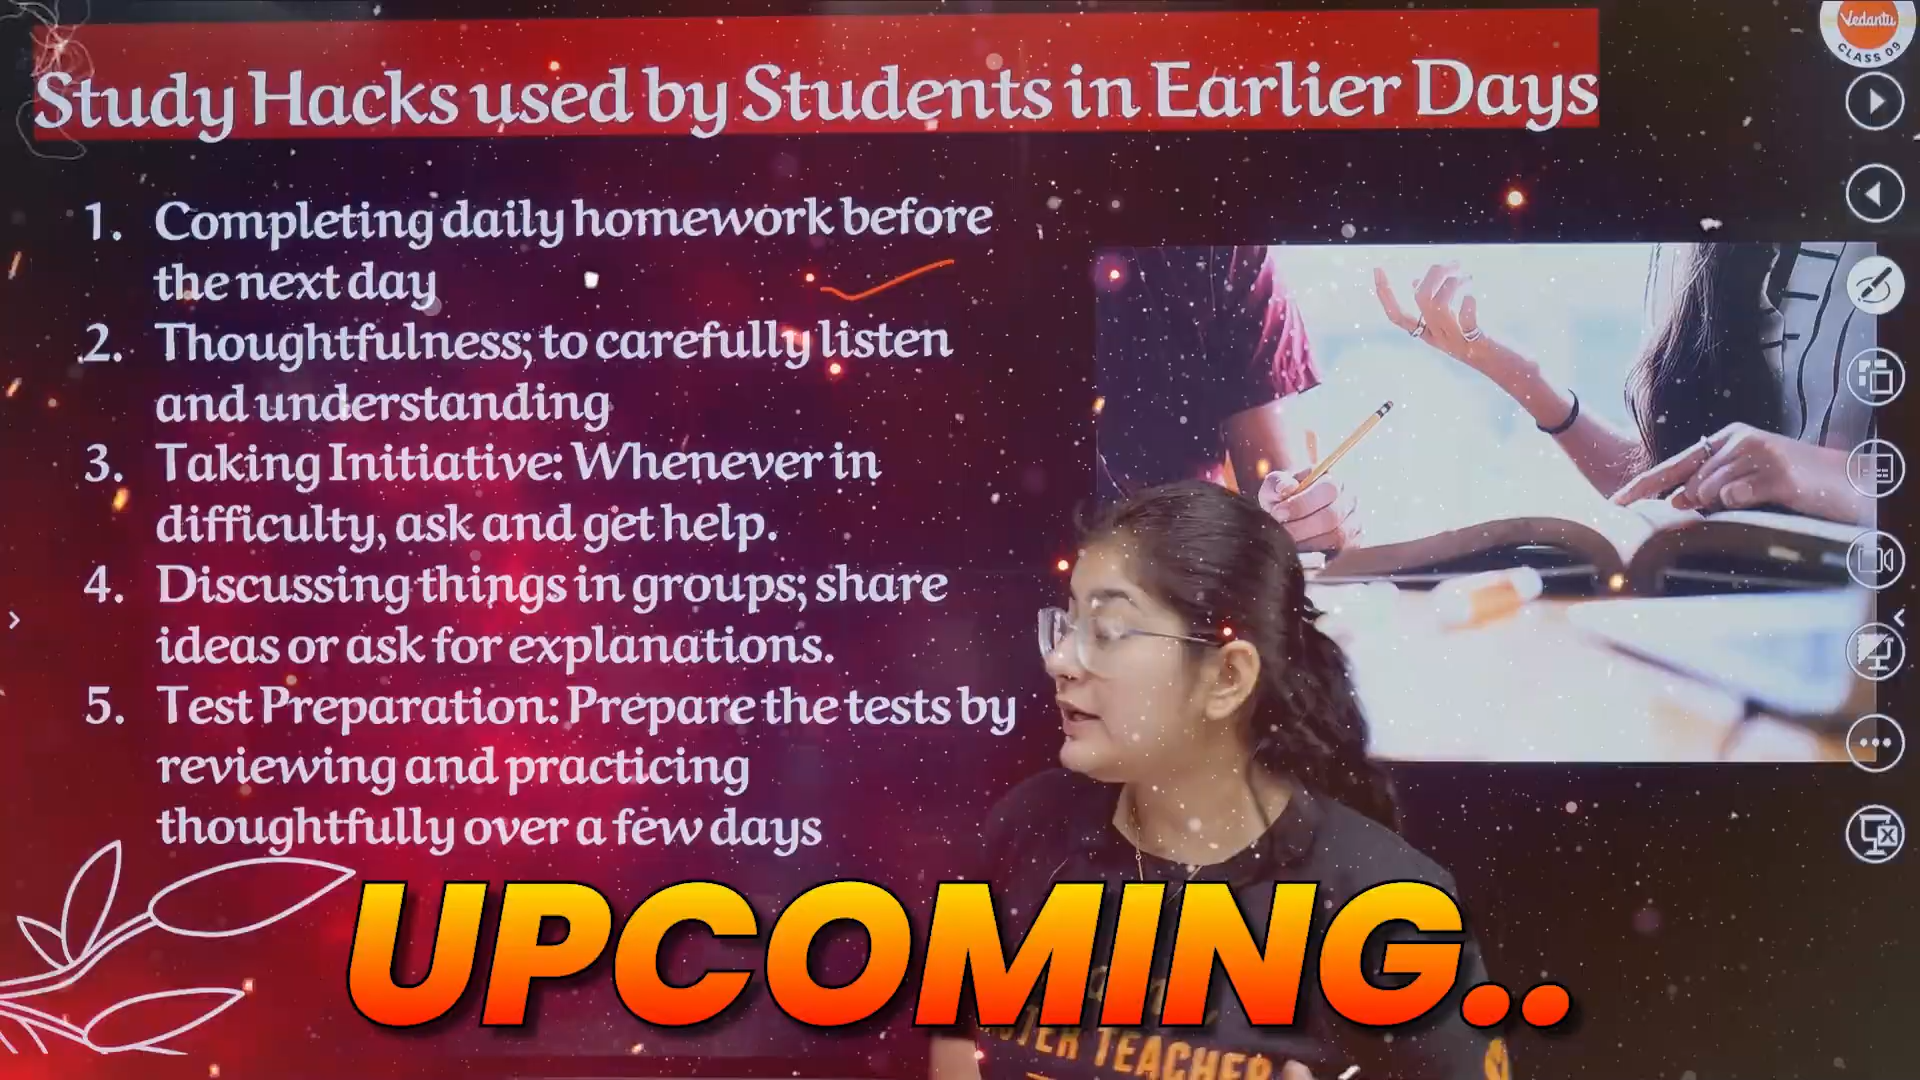 Study Hacks used by Students in Earlier Days
Vedantu
CLASS 09
1. Completing daily homework before
the next day
2. Thoughtfulness; to carefully listen
and understanding
3. Taking Initiative: Whenever in
difficulty, ask and get help.
4. Discussing things in groups; share
ideas or ask for explanations.
5. Test Preparation: Prepare the tests by
reviewing and practicing
thoughtfully over a few days
UPCOMING..
TEACHER